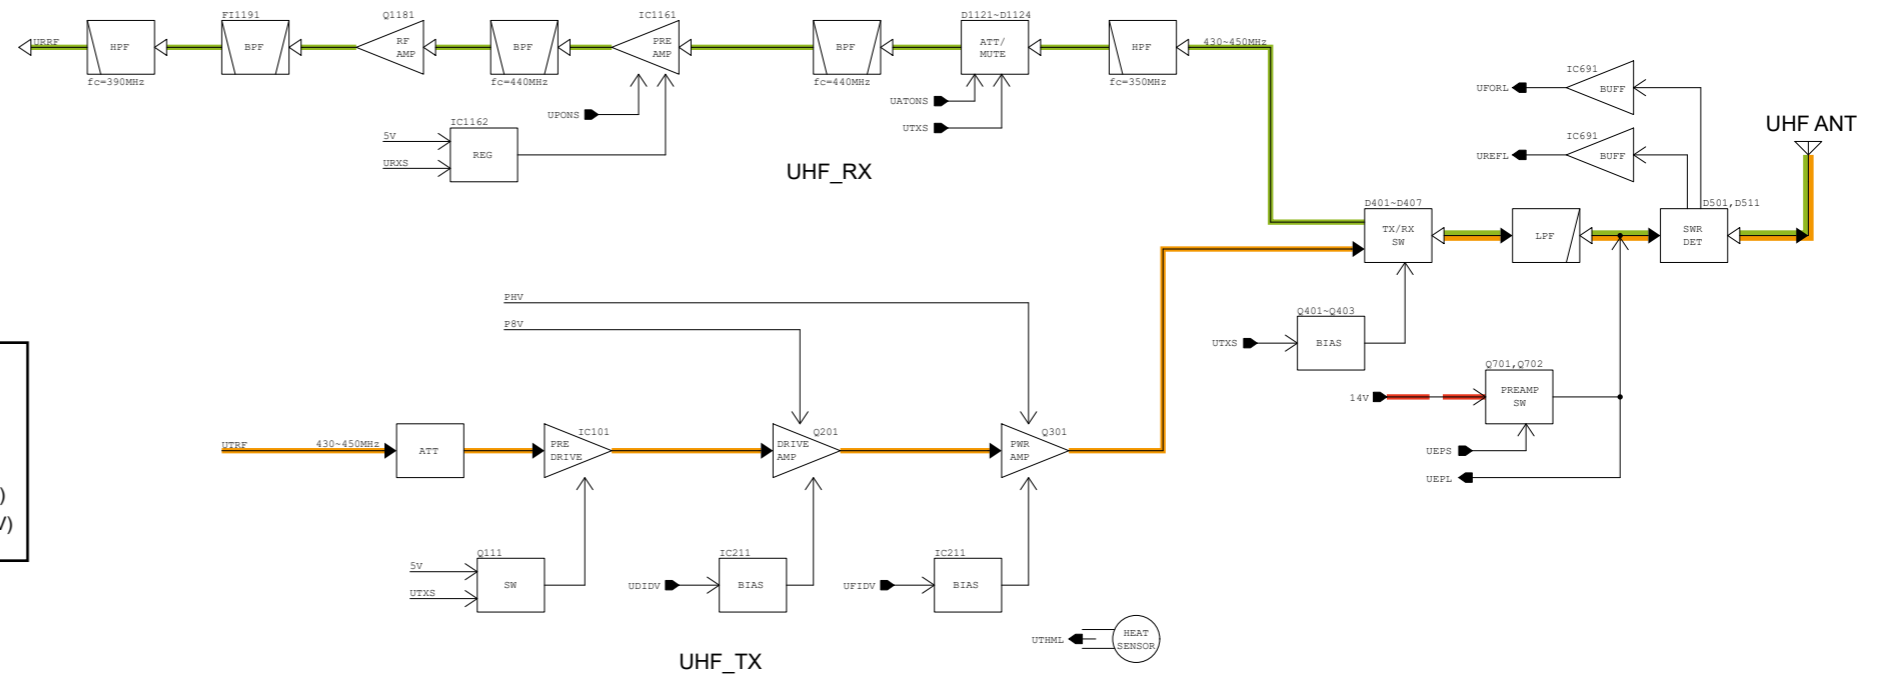 FI1191
Q1181
IC1161
D1121~D1124
URRF
HPF
BPF
RF
AMP
BPF
PRE
AMP
BPF
ATT/
MUTE
HPF
430~450MHz
fc=390MHz
fc=440MHz
fc=440MHz
fc=350MHz
UPONS
UATONS
UTXS
IC1162
5V
URXS
REG
UHF_RX
IC691
UFORL
BUFF
IC691
UREFL
BUFF
UHF ANT
D401~D407
D501,D511
TX/RX
SW
LPF
SWR
DET
PHV
P8V
Q401~Q403
UTXS
BIAS
Q701,Q702
14V
PREAMP
SW
UEPS
UEPL
UTRF
430~450MHz
ATT
IC101
PRE
DRIVE
Q201
DRIVE
AMP
Q301
PWR
AMP
)
V)
Q111
5V
UTXS
SW
IC211
UDIDV
BIAS
IC211
UFIDV
BIAS
UTHML
HEAT
SENSOR
UHF_TX